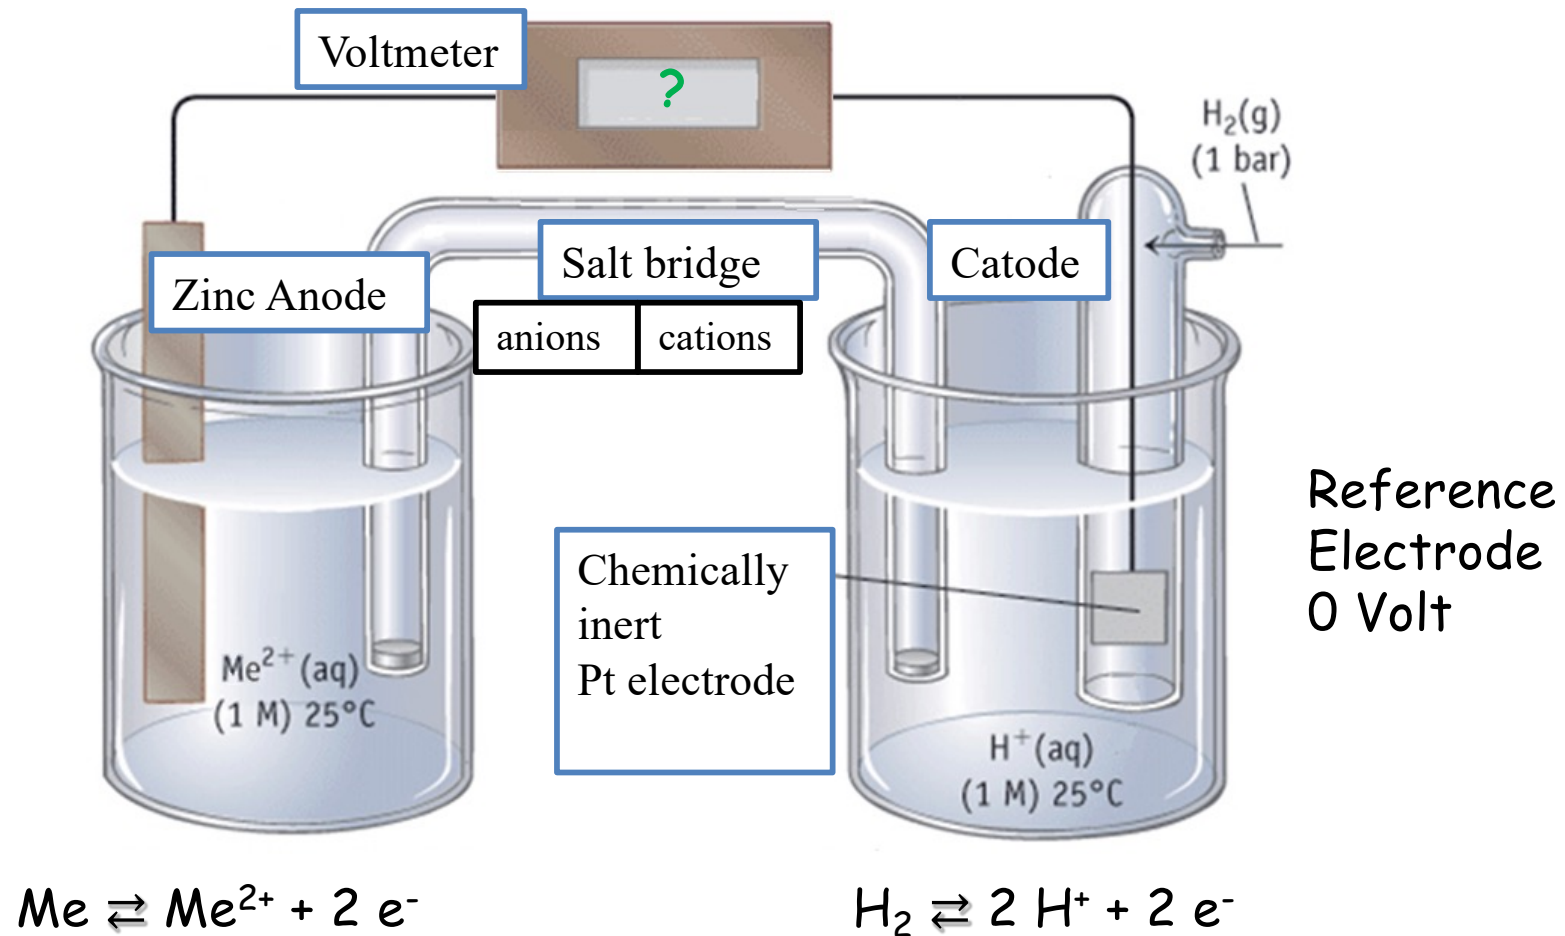 Voltmeter
?
H₂(g)
(1 bar)
Zinc Anode
Salt bridge
Catode
anions
cations
Reference
Electrode
0 Volt
Chemically
inert
Pt electrode
Me²⁺(aq)
(1 M) 25°C
H⁺(aq)
(1 M) 25°C
Me ⇄ Me²⁺ + 2 e⁻
H₂ ⇄ 2 H⁺ + 2 e⁻